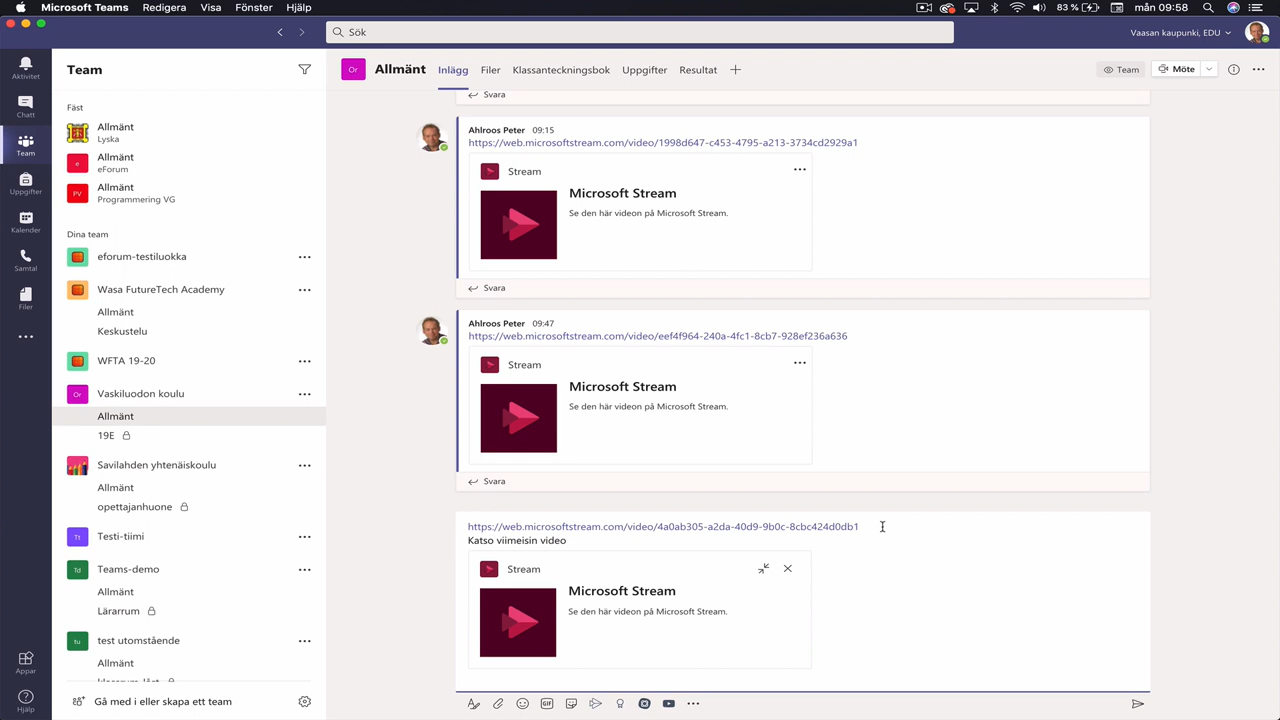 Microsoft Teams Redigera Visa Fönster Hjälp
83 % mån 09:58
Sök
Vaasan kaupunki, EDU
Aktivitet
Chatt
Team
Uppgifter
Kalender
Samtal
Filer
Appar
Hjälp
Team
Fäst
Allmänt
Lyska
e
Allmänt
eForum
PV
Allmänt
Programmering VG
Dina team
eforum-testiluokka
Wasa FutureTech Academy
Allmänt
Keskustelu
WFTA 19-20
Or
Vaskiluodon koulu
Allmänt
19E
Savilahden yhtenäiskoulu
Allmänt
opettajanhuone
Tt
Testi-tiimi
Td
Teams-demo
Allmänt
Lärarrum
tu
test utomstående
Allmänt
Gå med i eller skapa ett team
Or
Allmänt
Inlägg Filer Klassanteckningsbok Uppgifter Resultat
Team
Möte
Svara
Ahlroos Peter 09:15
https://web.microsoftstream.com/video/1998d647-c453-4795-a213-3734cd2929a1
Stream
Microsoft Stream
Se den här videon på Microsoft Stream.
Svara
Ahlroos Peter 09:47
https://web.microsoftstream.com/video/eef4f964-240a-4fc1-8cb7-928ef236a636
Stream
Microsoft Stream
Se den här videon på Microsoft Stream.
Svara
https://web.microsoftstream.com/video/4a0ab305-a2da-40d9-9b0c-8cbc424d0db1
Katso viimeisin video
Stream
Microsoft Stream
Se den här videon på Microsoft Stream.
GIF